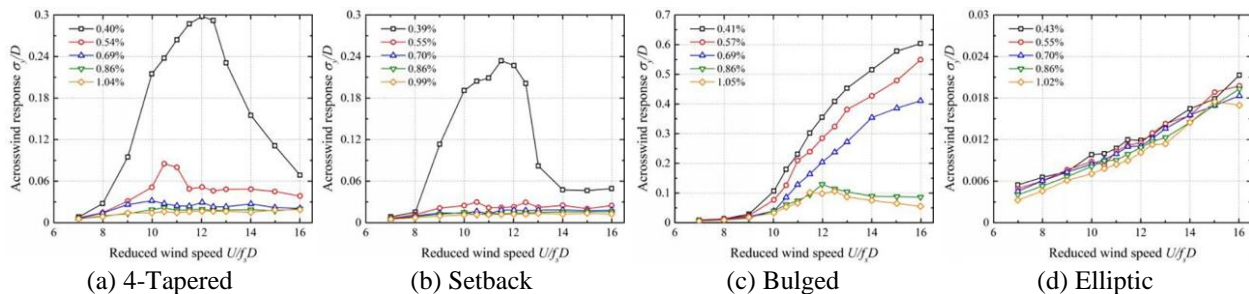 0.3
0.24
0.18
0.12
0.06
0
0.40%
0.54%
0.69%
0.86%
1.04%
Acrosswind response σy/D
6 8 10 12 14 16
Reduced wind speed U/fsD
(a) 4-Tapered
0.3
0.24
0.18
0.12
0.06
0
0.39%
0.55%
0.70%
0.86%
0.99%
Acrosswind response σy/D
6 8 10 12 14 16
Reduced wind speed U/fsD
(b) Setback
0.7
0.6
0.5
0.4
0.3
0.2
0.1
0.0
0.41%
0.57%
0.69%
0.86%
1.05%
Acrosswind response σy/D
6 8 10 12 14 16
Reduced wind speed U/fsD
(c) Bulged
0.03
0.024
0.018
0.012
0.006
0
0.43%
0.55%
0.70%
0.86%
1.02%
Acrosswind response σy/D
6 8 10 12 14 16
Reduced wind speed U/fsD
(d) Elliptic